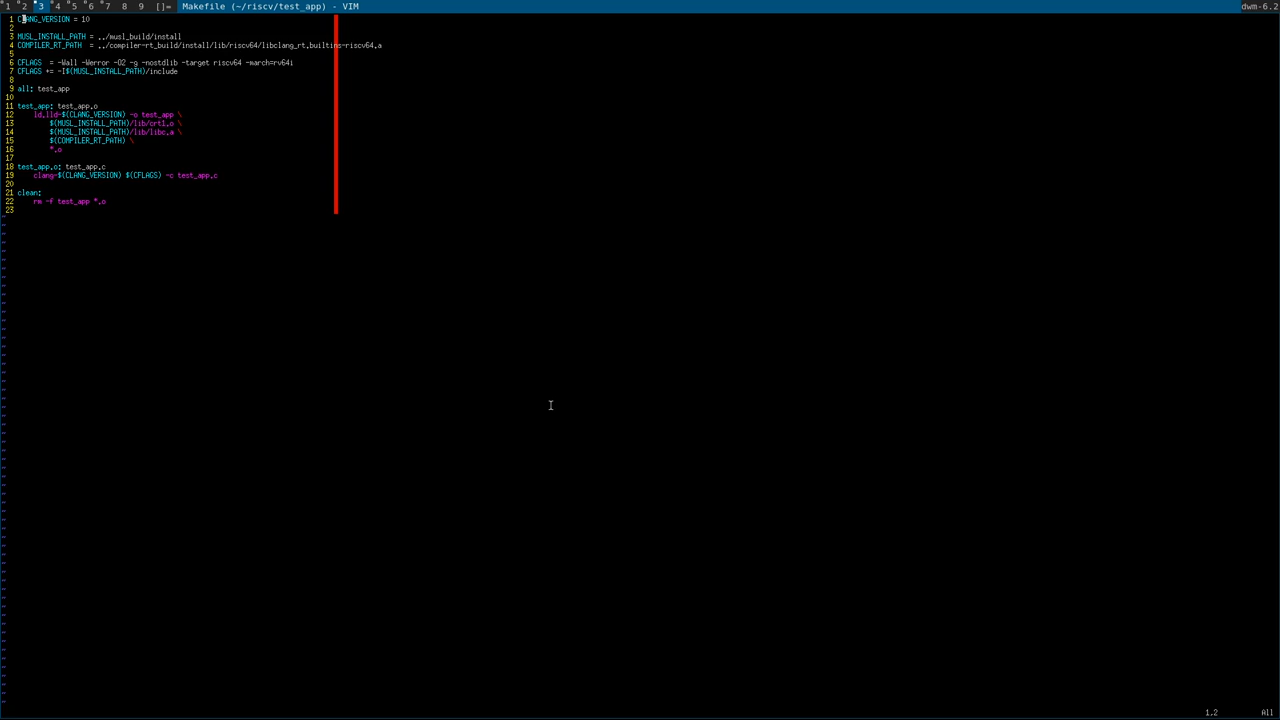 1 2 3 4 5 6 7 8 9 []= Makefile (~/riscv/test_app) - VIM dwm-6.2
1 CLANG_VERSION = 10
2
3 MUSL_INSTALL_PATH = ../musl_build/install
4 COMPILER_RT_PATH  = ../compiler-rt_build/install/lib/riscv64/libclang_rt.builtins-riscv64.a
5
6 CFLAGS  = -Wall -Werror -O2 -g -nostdlib -target riscv64 -march=rv64i
7 CFLAGS += -I$(MUSL_INSTALL_PATH)/include
8
9 all: test_app
10
11 test_app: test_app.o
12     ld.lld-$(CLANG_VERSION) -o test_app \
13         $(MUSL_INSTALL_PATH)/lib/crt1.o \
14         $(MUSL_INSTALL_PATH)/lib/libc.a \
15         $(COMPILER_RT_PATH) \
16         *.o
17
18 test_app.o: test_app.c
19     clang-$(CLANG_VERSION) $(CFLAGS) -c test_app.c
20
21 clean:
22     rm -f test_app *.o
23
1,2 All